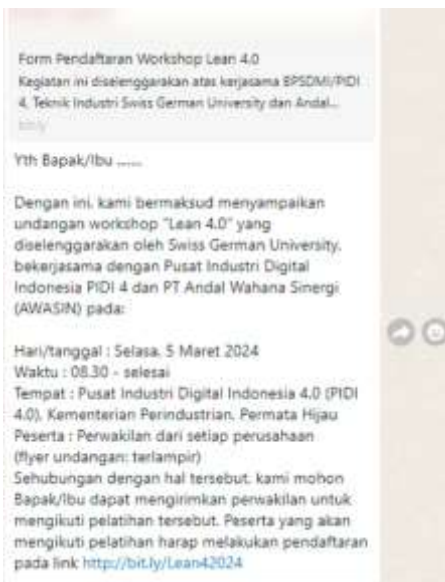 Form Pendaftaran Workshop Lean 4.0
Kegiatan ini diselenggarakan atas kerjasama BPSDMI/PIDI
4, Teknik Industri Swiss German University dan Andal...
bit.ly
Yth Bapak/Ibu ......
Dengan ini, kami bermaksud menyampaikan
undangan workshop "Lean 4.0" yang
diselenggarakan oleh Swiss German University,
bekerjasama dengan Pusat Industri Digital
Indonesia PIDI 4 dan PT Andal Wahana Sinergi
(AWASIN) pada:
Hari/tanggal : Selasa, 5 Maret 2024
Waktu : 08.30 - selesai
Tempat : Pusat Industri Digital Indonesia 4.0 (PIDI
4.0), Kementerian Perindustrian, Permata Hijau
Peserta : Perwakilan dari setiap perusahaan
(flyer undangan: terlampir)
Sehubungan dengan hal tersebut, kami mohon
Bapak/Ibu dapat mengirimkan perwakilan untuk
mengikuti pelatihan tersebut. Peserta yang akan
mengikuti pelatihan harap melakukan pendaftaran
pada link http://bit.ly/Lean42024